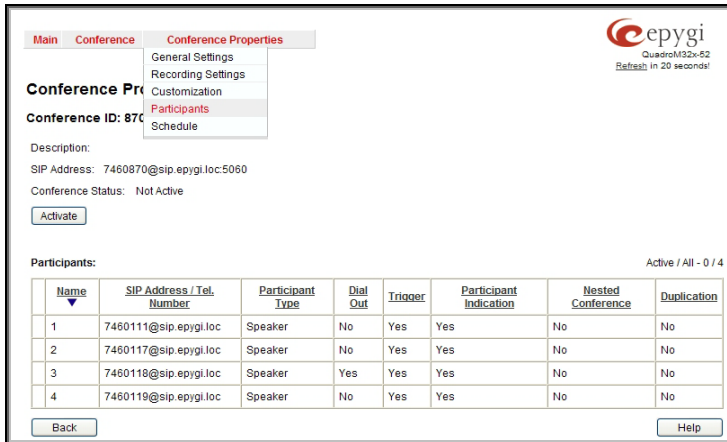 Main Conference Conference Properties
epygi
QuadroM32x-52
Refresh in 20 seconds!
General Settings
Recording Settings
Customization
Participants
Schedule
Conference Pro
Conference ID: 870
Description:
SIP Address: 7460870@sip.epygi.loc:5060
Conference Status: Not Active
Activate
Participants: Active / All - 0 / 4
Name SIP Address / Tel. Number Participant Type Dial Out Trigger Participant Indication Nested Conference Duplication
1 7460111@sip.epygi.loc Speaker No Yes Yes No No
2 7460117@sip.epygi.loc Speaker No Yes Yes No No
3 7460118@sip.epygi.loc Speaker Yes Yes Yes No No
4 7460119@sip.epygi.loc Speaker No Yes Yes No No
Back Help